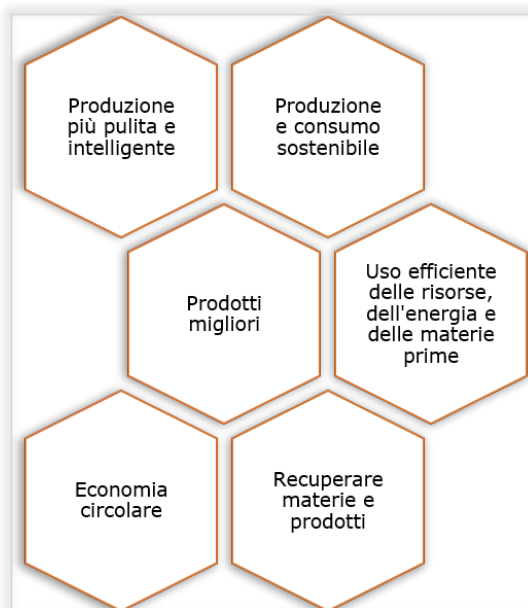 Produzione
più pulita e
intelligente
Produzione
e consumo
sostenibile
Prodotti
migliori
Uso efficiente
delle risorse,
dell'energia e
delle materie
prime
Economia
circolare
Recuperare
materie e
prodotti